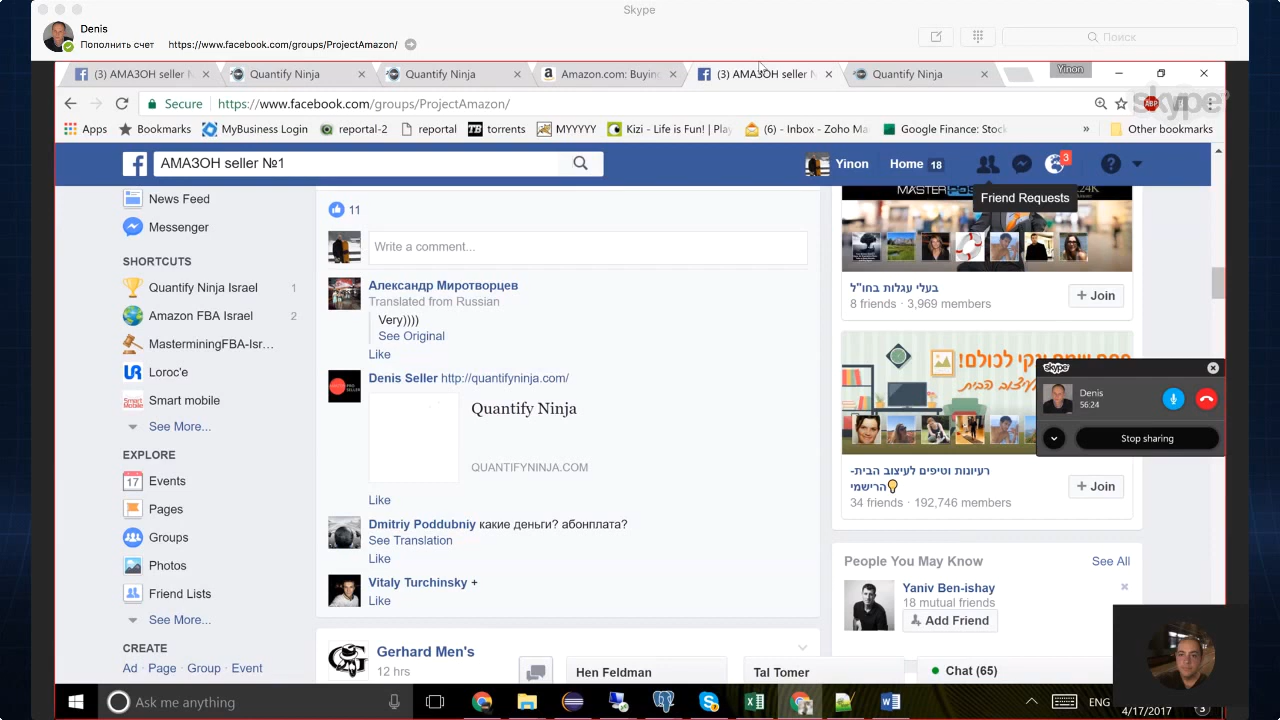 Skype
Denis
Пополнить счет https://www.facebook.com/groups/ProjectAmazon/
Поиск
(3) АМАЗОН seller №
Quantify Ninja
Quantify Ninja
Amazon.com: Buying
(3) АМАЗОН seller №
Quantify Ninja
Yinon
Secure
https://www.facebook.com/groups/ProjectAmazon/
ABP
skype
Apps
Bookmarks
MyBusiness Login
reportal-2
reportal
torrents
MYYYYY
Kizi - Life is Fun! | Play
(6) - Inbox - Zoho Ma
Google Finance: Stock
»
Other bookmarks
АМАЗОН seller №1
Yinon
Home 18
3
Friend Requests
News Feed
Messenger
SHORTCUTS
Quantify Ninja Israel 1
Amazon FBA Israel 2
MasterminingFBA-Isr…
Loroc'e
Smart mobile
See More...
EXPLORE
17
Events
Pages
Groups
Photos
Friend Lists
See More...
CREATE
Ad · Page · Group · Event
11
Write a comment...
Александр Миротворцев
Translated from Russian
Very))))
See Original
Like
Denis Seller http://quantifyninja.com/
Quantify Ninja
QUANTIFYNINJA.COM
Like
Dmitriy Poddubniy какие деньги? абонплата?
See Translation
Like
Vitaly Turchinsky +
Like
Gerhard Men's
12 hrs
בעלי עגלות בחו"ל
8 friends · 3,969 members
+ Join
רעיונות וטיפים לעיצוב הבית-
הרישמי
34 friends · 192,746 members
+ Join
People You May Know
See All
Yaniv Ben-ishay
18 mutual friends
Add Friend
skype
Denis
56:24
Stop sharing
Hen Feldman
Tal Tomer
Chat (65)
Ask me anything
ENG
4/17/2017
3